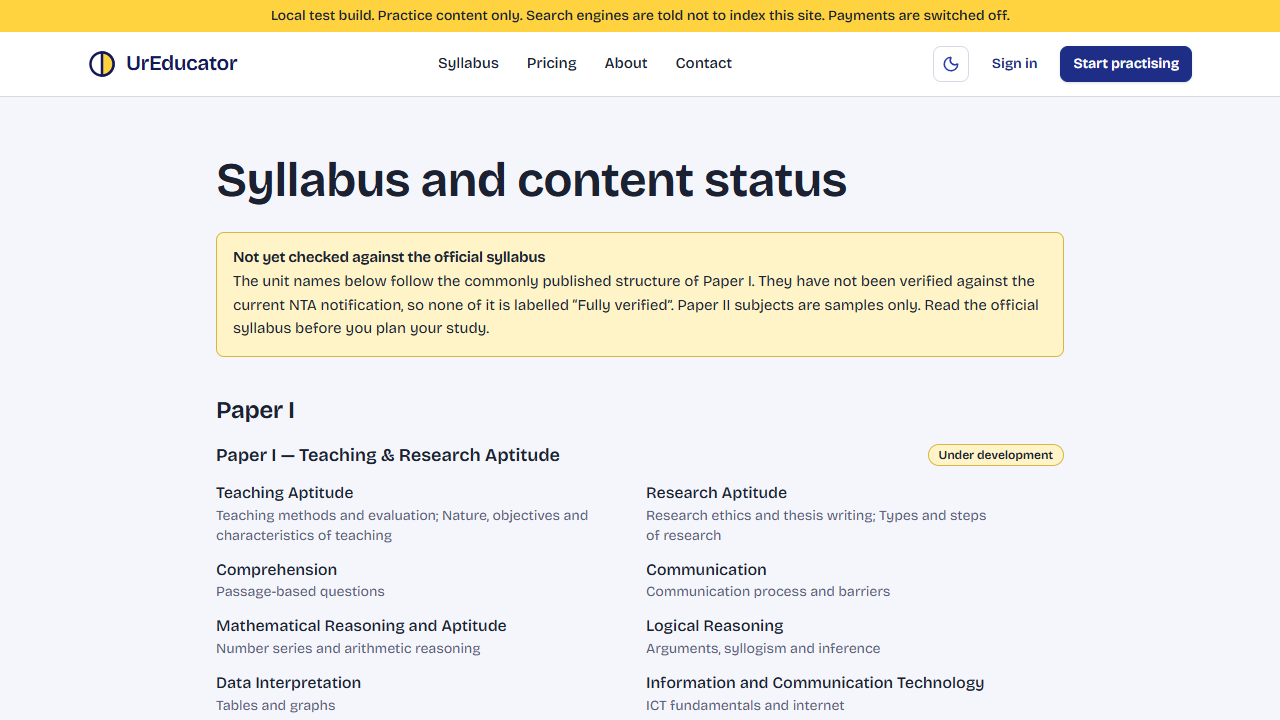 Local test build. Practice content only. Search engines are told not to index this site. Payments are switched off.
UrEducator
Syllabus
Pricing
About
Contact
Sign in
Start practising
Syllabus and content status
Not yet checked against the official syllabus
The unit names below follow the commonly published structure of Paper I. They have not been verified against the
current NTA notification, so none of it is labelled “Fully verified”. Paper II subjects are samples only. Read the official
syllabus before you plan your study.
Paper I
Paper I — Teaching & Research Aptitude
Under development
Teaching Aptitude
Teaching methods and evaluation; Nature, objectives and
characteristics of teaching
Research Aptitude
Research ethics and thesis writing; Types and steps
of research
Comprehension
Passage-based questions
Communication
Communication process and barriers
Mathematical Reasoning and Aptitude
Number series and arithmetic reasoning
Logical Reasoning
Arguments, syllogism and inference
Data Interpretation
Tables and graphs
Information and Communication Technology
ICT fundamentals and internet